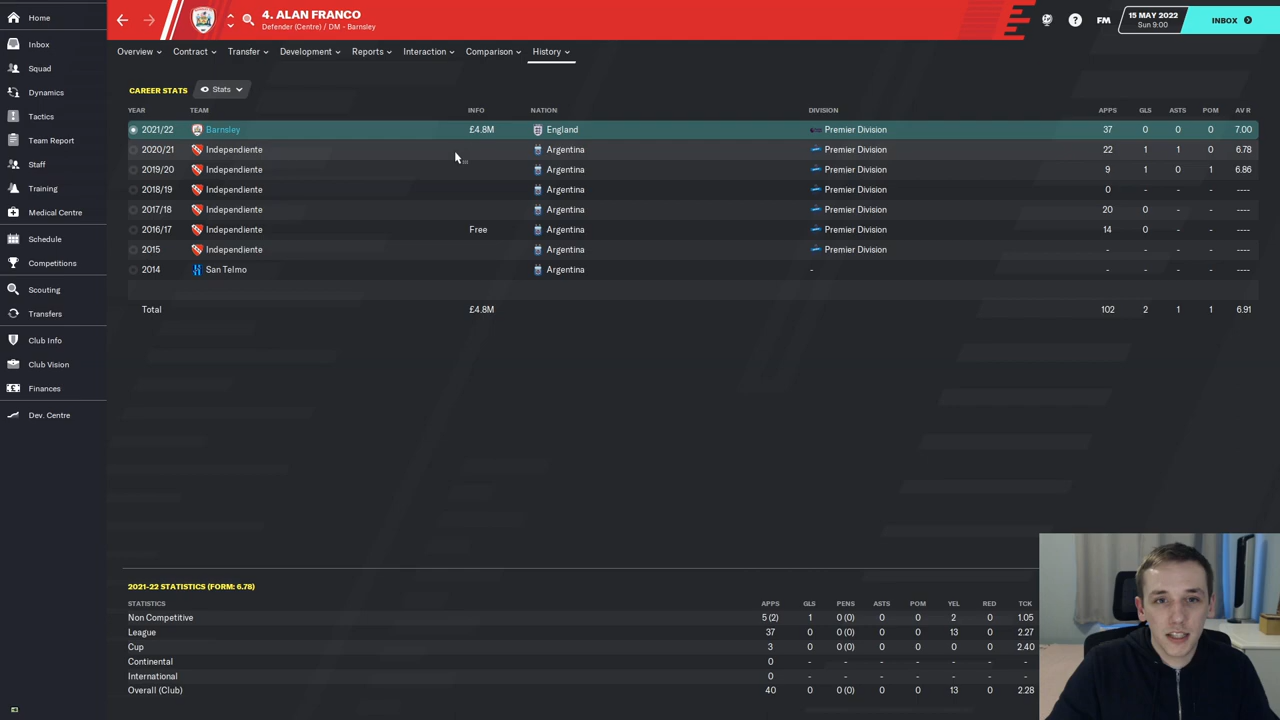 Home
4. ALAN FRANCO
Defender (Centre) / DM - Barnsley
FM
15 MAY 2022
Sun 9:00
INBOX
Inbox
Squad
Dynamics
Tactics
Team Report
Staff
Training
Medical Centre
Schedule
Competitions
Scouting
Transfers
Club Info
Club Vision
Finances
Dev. Centre
Overview Contract Transfer Development Reports Interaction Comparison History
CAREER STATS Stats
YEAR TEAM INFO NATION DIVISION APPS GLS ASTS POM AV R
2021/22 Barnsley £4.8M England Premier Division 37 0 0 0 7.00
2020/21 Independiente Argentina Premier Division 22 1 1 0 6.78
2019/20 Independiente Argentina Premier Division 9 1 0 1 6.86
2018/19 Independiente Argentina Premier Division 0 - - - ----
2017/18 Independiente Argentina Premier Division 20 0 - - ----
2016/17 Independiente Free Argentina Premier Division 14 0 - - ----
2015 Independiente Argentina Premier Division - - - - ----
2014 San Telmo Argentina - - - - - ----
Total £4.8M 102 2 1 1 6.91
2021-22 STATISTICS (FORM: 6.78)
STATISTICS APPS GLS PENS ASTS POM YEL RED TCK
Non Competitive 5 (2) 1 0 (0) 0 0 2 0 1.05
League 37 0 0 (0) 0 0 13 0 2.27
Cup 3 0 0 (0) 0 0 0 0 2.40
Continental 0 - - - - - - -
International 0 - - - - - - -
Overall (Club) 40 0 0 (0) 0 0 13 0 2.28